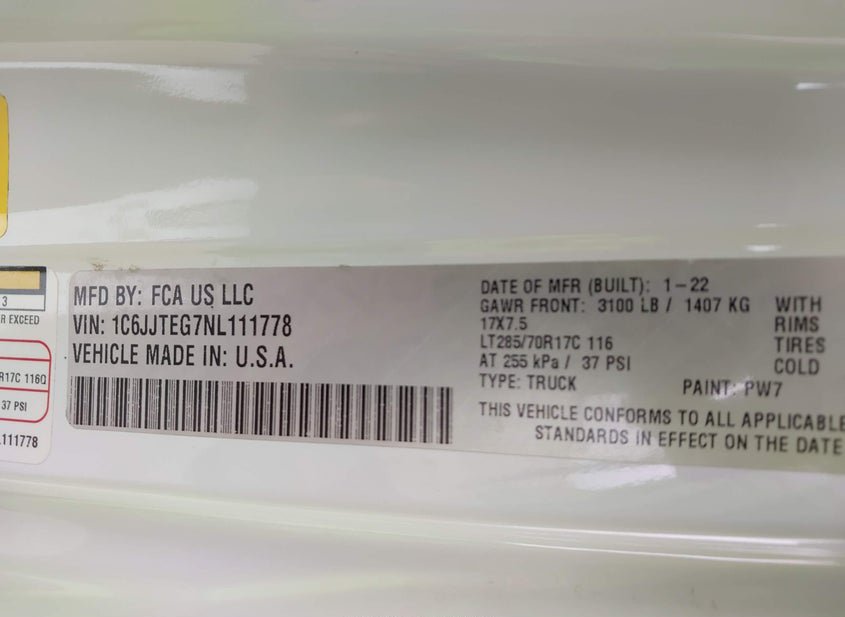 3
R EXCEED
R17C 116Q
37 PSI
L111778
MFD BY: FCA US LLC
VIN: 1C6JJTEG7NL111778
VEHICLE MADE IN: U.S.A.
DATE OF MFR (BUILT): 1-22
GAWR FRONT: 3100 LB / 1407 KG WITH
17X7.5 RIMS
LT285/70R17C 116 TIRES
AT 255 kPa / 37 PSI COLD
TYPE: TRUCK PAINT: PW7
THIS VEHICLE CONFORMS TO ALL APPLICABLE
STANDARDS IN EFFECT ON THE DATE